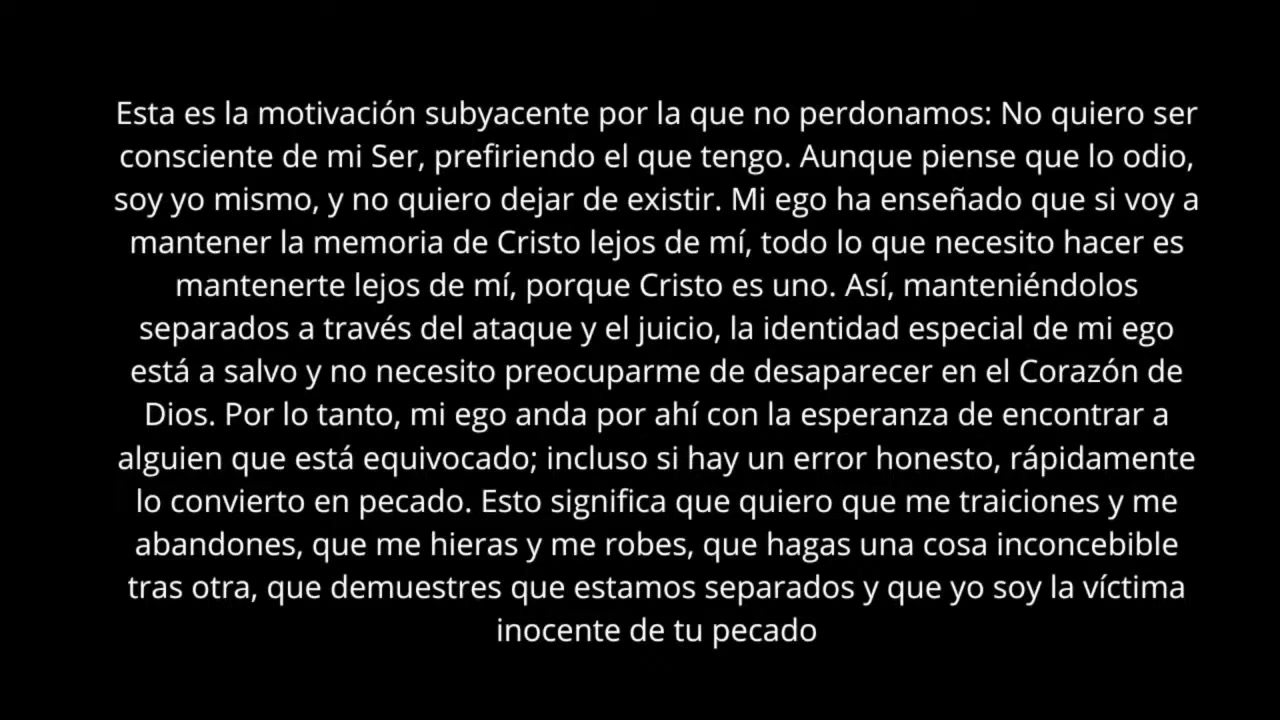 Esta es la motivación subyacente por la que no perdonamos: No quiero ser
consciente de mi Ser, prefiriendo el que tengo. Aunque piense que lo odio,
soy yo mismo, y no quiero dejar de existir. Mi ego ha enseñado que si voy a
mantener la memoria de Cristo lejos de mí, todo lo que necesito hacer es
mantenerte lejos de mí, porque Cristo es uno. Así, manteniéndolos
separados a través del ataque y el juicio, la identidad especial de mi ego
está a salvo y no necesito preocuparme de desaparecer en el Corazón de
Dios. Por lo tanto, mi ego anda por ahí con la esperanza de encontrar a
alguien que está equivocado; incluso si hay un error honesto, rápidamente
lo convierto en pecado. Esto significa que quiero que me traiciones y me
abandones, que me hieras y me robes, que hagas una cosa inconcebible
tras otra, que demuestres que estamos separados y que yo soy la víctima
inocente de tu pecado